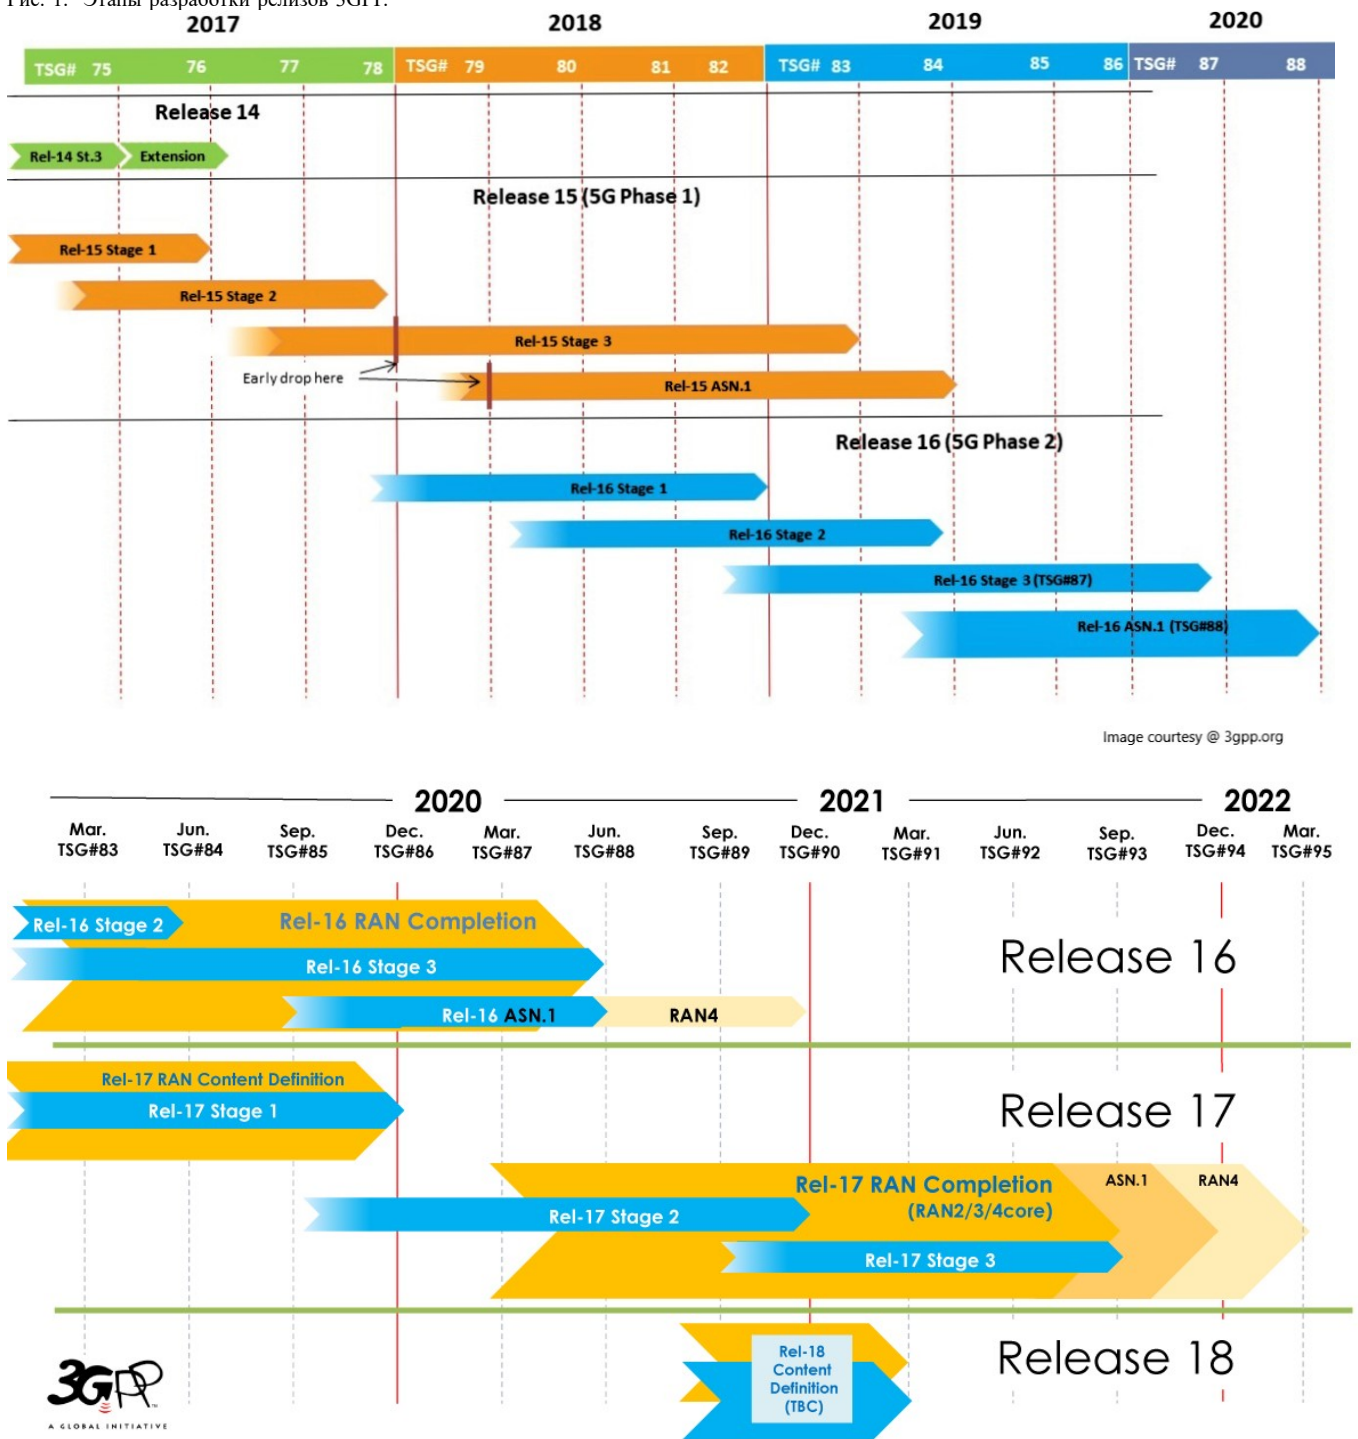 Рис. 1. Этапы разработки релизов 3GPP.
2017 2018 2019 2020
TSG# 75 76 77 78 TSG# 79 80 81 82 TSG# 83 84 85 86 TSG# 87 88
Release 14
Rel-14 St.3 Extension
Release 15 (5G Phase 1)
Rel-15 Stage 1
Rel-15 Stage 2
Rel-15 Stage 3
Early drop here
Rel-15 ASN.1
Release 16 (5G Phase 2)
Rel-16 Stage 1
Rel-16 Stage 2
Rel-16 Stage 3 (TSG#87)
Rel-16 ASN.1 (TSG#88)
Image courtesy @ 3gpp.org
2020 2021 2022
Mar. Jun. Sep. Dec. Mar. Jun. Sep. Dec. Mar. Jun. Sep. Dec. Mar.
TSG#83 TSG#84 TSG#85 TSG#86 TSG#87 TSG#88 TSG#89 TSG#90 TSG#91 TSG#92 TSG#93 TSG#94 TSG#95
Rel-16 Stage 2 Rel-16 RAN Completion
Release 16
Rel-16 Stage 3
Rel-16 ASN.1 RAN4
Rel-17 RAN Content Definition
Rel-17 Stage 1
Release 17
Rel-17 RAN Completion ASN.1 RAN4
(RAN2/3/4core)
Rel-17 Stage 2
Rel-17 Stage 3
Release 18
Rel-18
Content
Definition
(TBC)
3GPP
A GLOBAL INITIATIVE